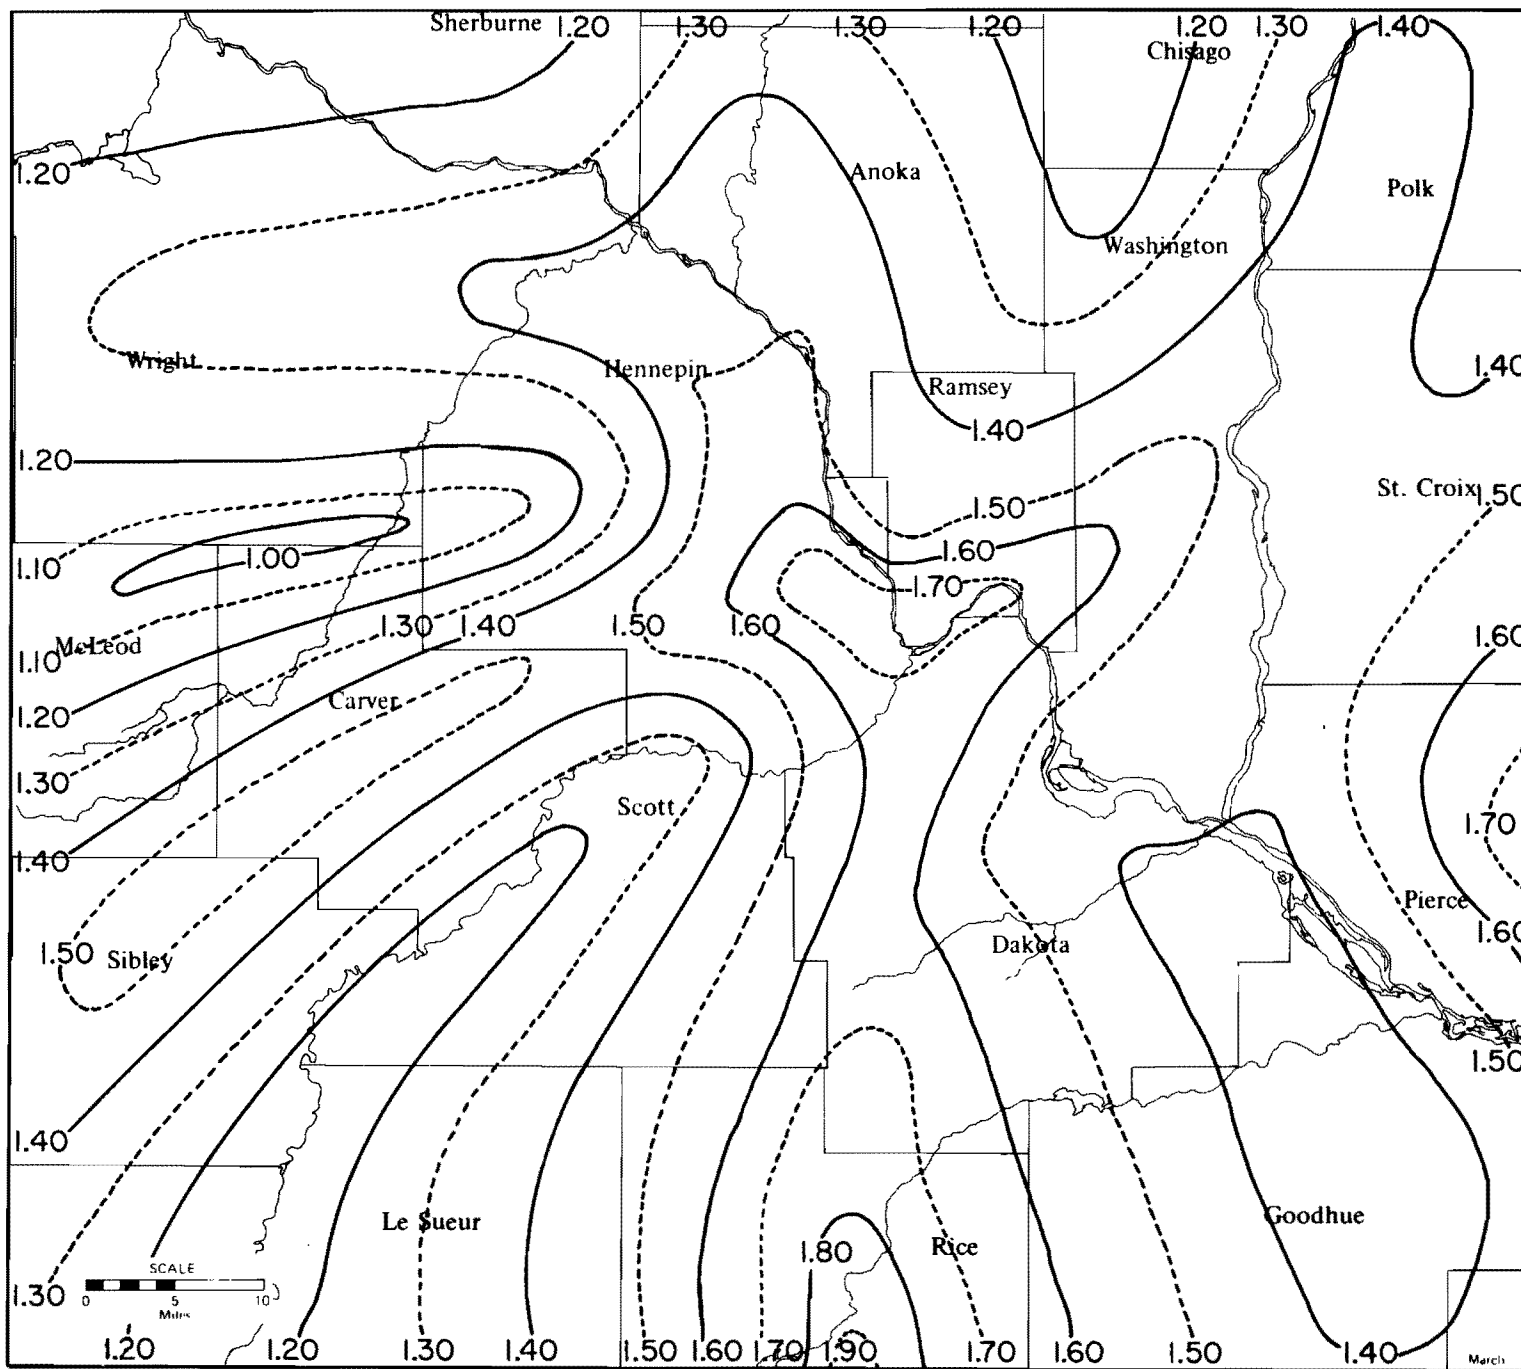 Sherburne 1.20 1.30 1.30 1.20 1.20 1.30 1.40
Chisago
1.20 Anoka Polk
Washington
Wright Hennepin 1.40
Ramsey
1.40
1.20
St. Croix 1.50
1.50
1.10 1.00 1.60
1.70
1.30 1.40 1.50 1.60 1.60
McLeod
1.10
Carver
1.20
1.30
Scott
1.70
1.40
Pierce
1.50 Sibley Dakota 1.60
1.50
1.40
Le Sueur Rice Goodhue
1.80
SCALE
1.30 0 5 10
Miles
1.20 1.20 1.30 1.40 1.50 1.60 1.70 1.90 1.70 1.60 1.50 1.40
March